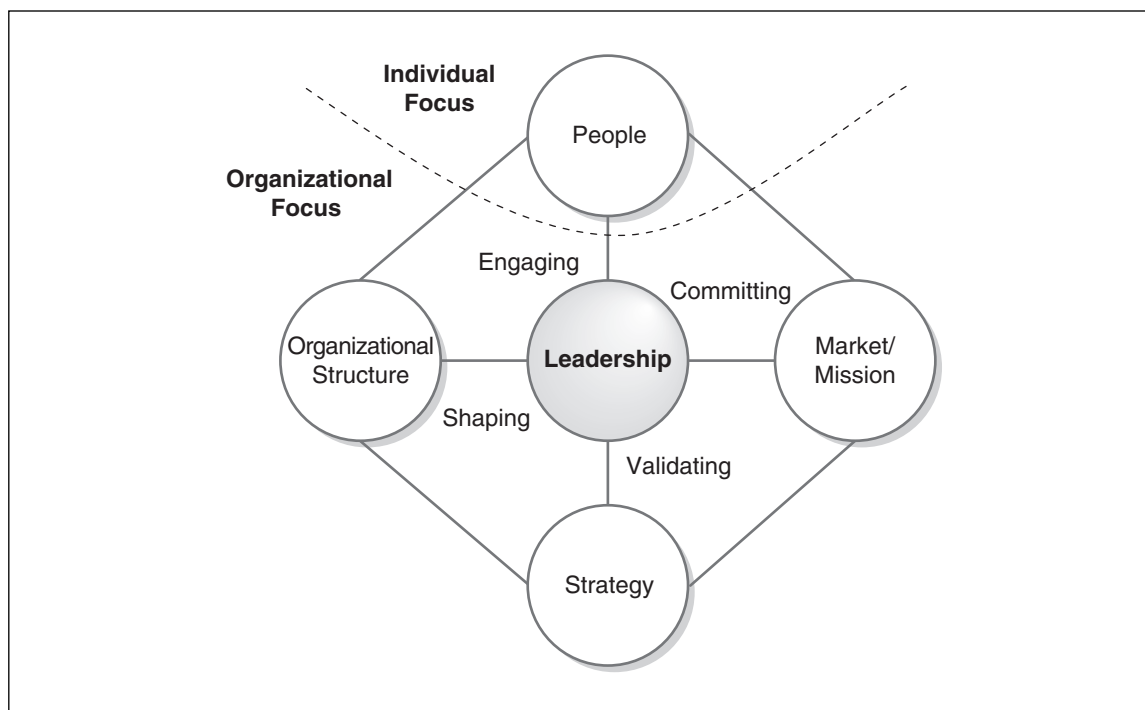 Individual
Focus
People
Organizational
Focus
Engaging
Committing
Organizational
Structure
Leadership
Market/
Mission
Shaping
Validating
Strategy